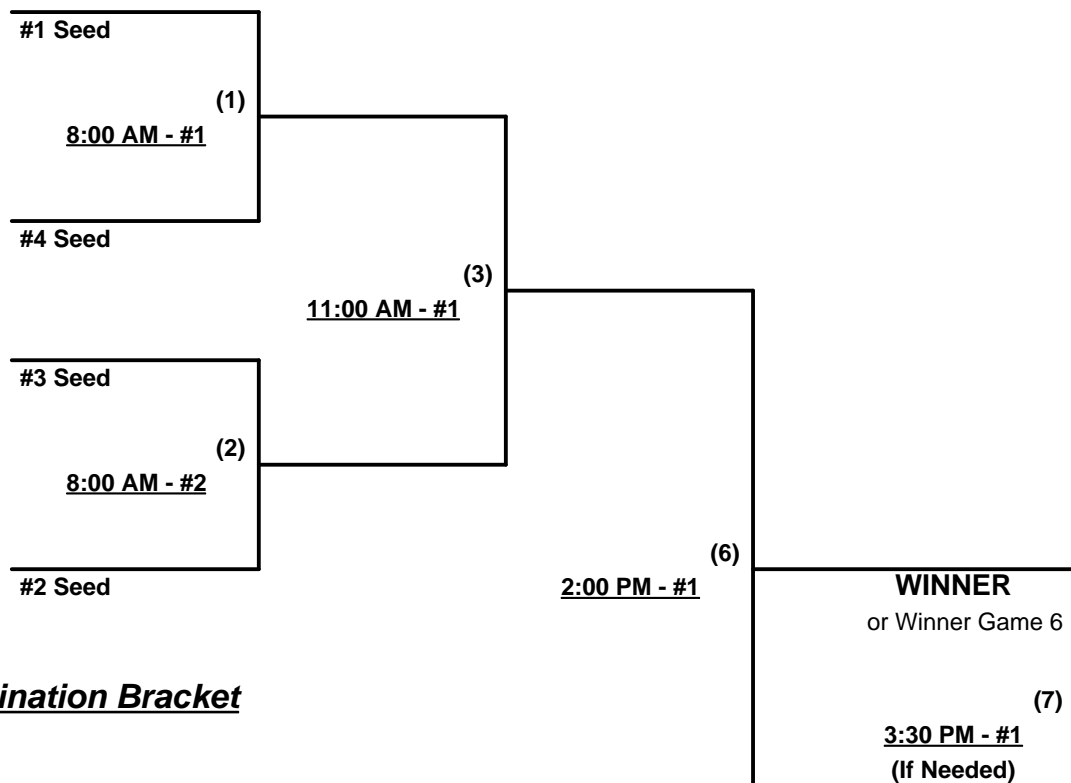 #1 Seed
(1)
8:00 AM - #1
#4 Seed
(3)
11:00 AM - #1
#3 Seed
(2)
8:00 AM - #2
#2 Seed
(6)
2:00 PM - #1
WINNER
or Winner Game 6
ination Bracket
(7)
3:30 PM - #1
(If Needed)